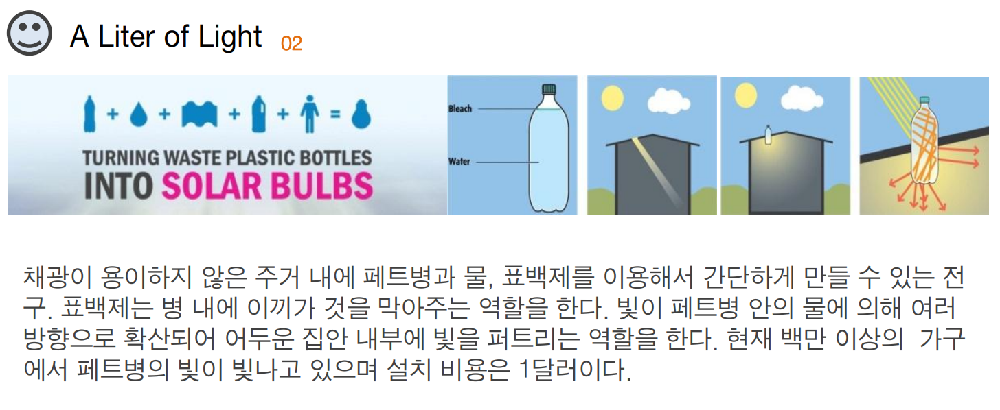 A Liter of Light 02
TURNING WASTE PLASTIC BOTTLES
INTO SOLAR BULBS
Bleach
Water
채광이 용이하지 않은 주거 내에 페트병과 물, 표백제를 이용해서 간단하게 만들 수 있는 전
구. 표백제는 병 내에 이끼가 것을 막아주는 역할을 한다. 빛이 페트병 안의 물에 의해 여러
방향으로 확산되어 어두운 집안 내부에 빛을 퍼트리는 역할을 한다. 현재 백만 이상의 가구
에서 페트병의 빛이 빛나고 있으며 설치 비용은 1달러이다.